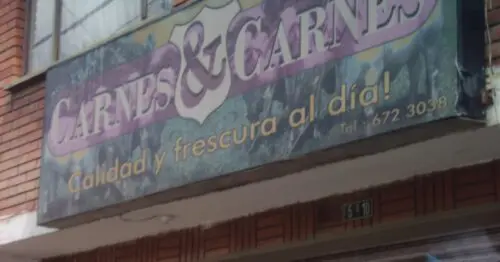 CARNES & CARNES
Calidad y frescura al día!
Tel. 672 3038